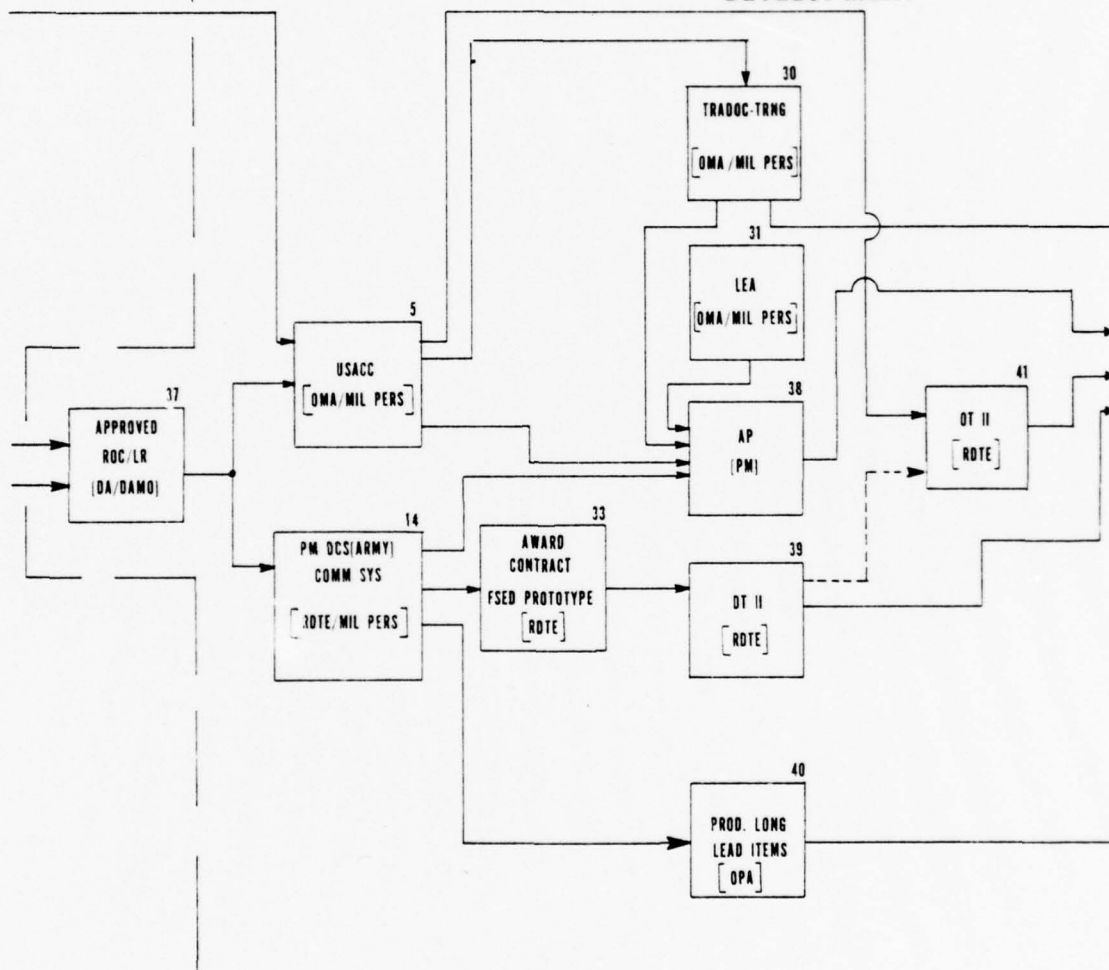 30
TRADOC-TRNG
[OMA/MIL PERS]
31
LEA
[OMA/MIL PERS]
5
USACC
[OMA/MIL PERS]
37
APPROVED
ROC/LR
(DA/DAMO)
38
AP
(PM)
41
OT II
[RDTE]
14
PM DCS(ARMY)
COMM SYS
[RDTE/MIL PERS]
33
AWARD
CONTRACT
FSED PROTOTYPE
[RDTE]
39
DT II
[RDTE]
40
PROD. LONG
LEAD ITEMS
[OPA]